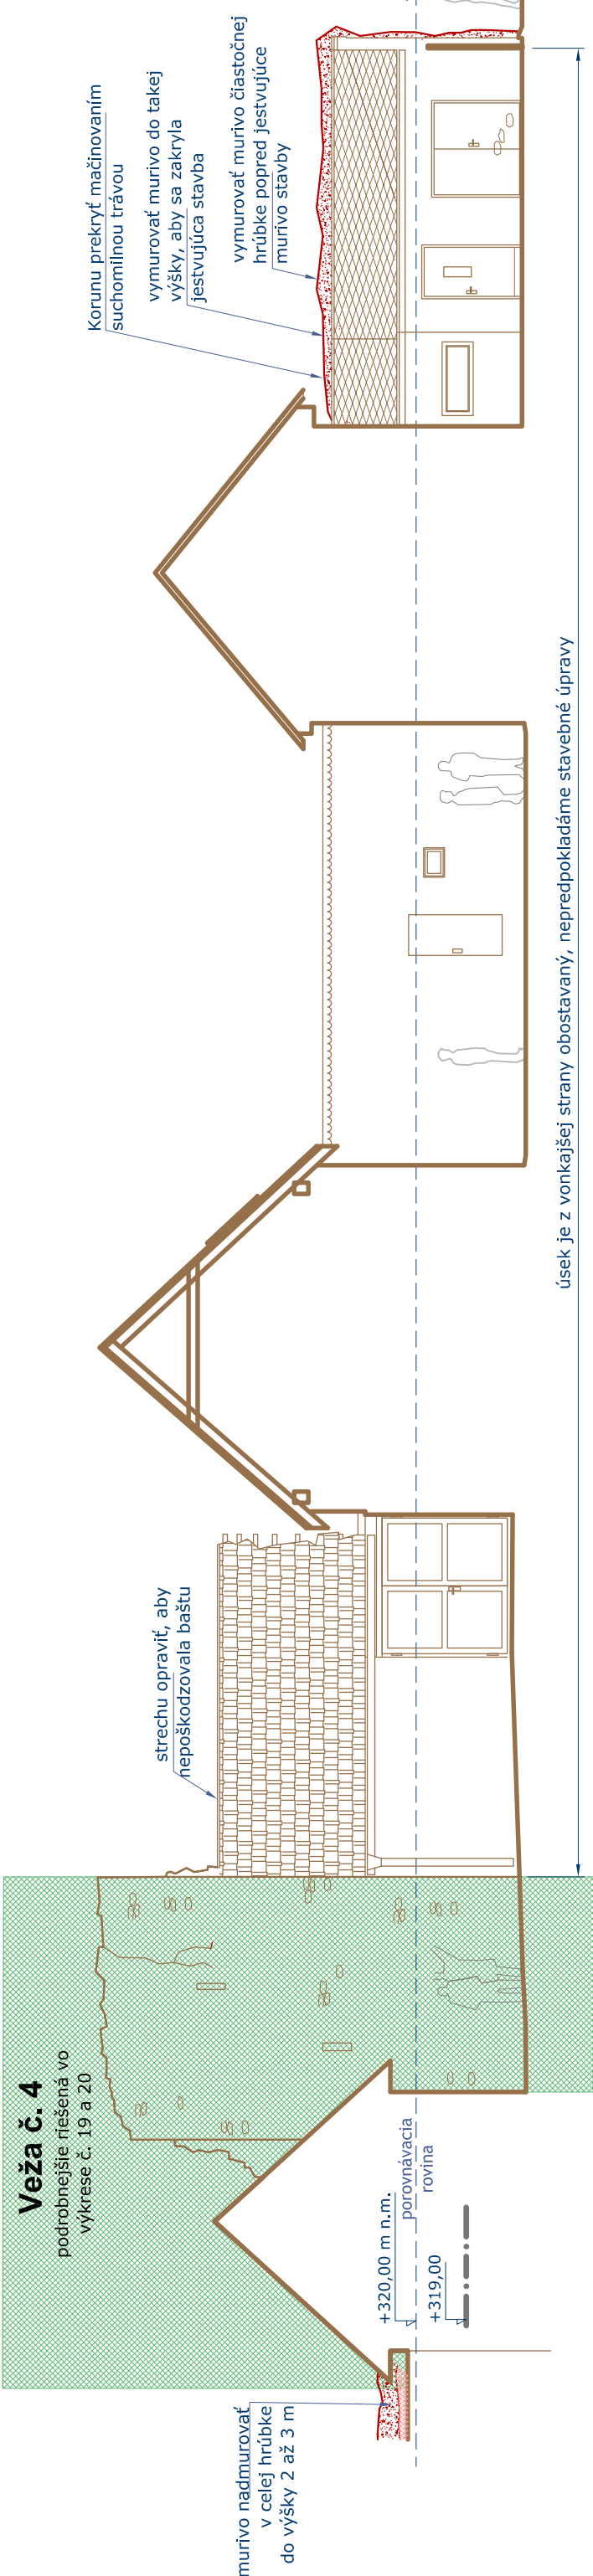 murivo nadmurovať
v celej hrúbke
do výšky 2 až 3 m
Veža č. 4
podrobnejšie riešená vo
výkrese č. 19 a 20
+320,00 m n.m.
porovnávacia
rovina
+319,00
strechu opraviť, aby
nepoškodzovala baštu
úsek je z vonkajšej strany obostavaný, nepredpokladáme stavebné úpravy
Korunu prekryť mačinovaním
suchomilnou trávou
vymurovať murivo do takej
výšky, aby sa zakryla
jestvujúca stavba
vymurovať murivo čiastočnej
hrúbke popred jestvujúce
murivo stavby